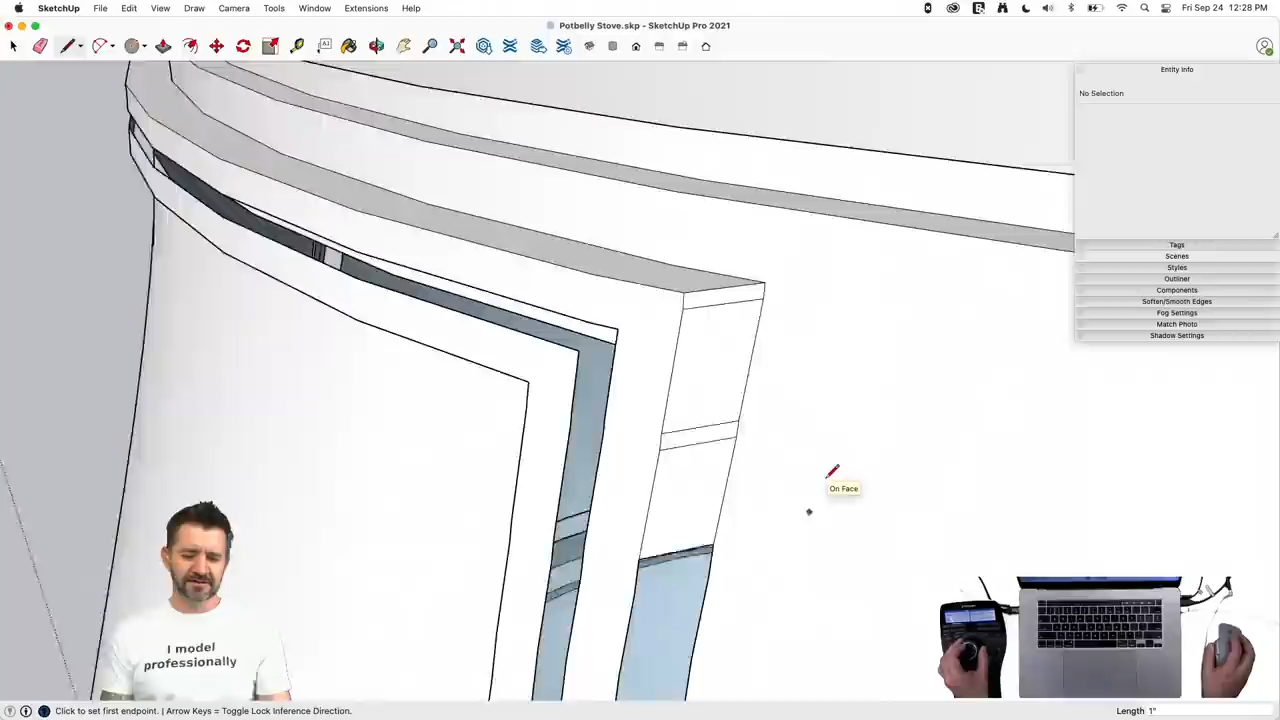 SketchUp File Edit View Draw Camera Tools Window Extensions Help
Fri Sep 24 12:28 PM
Potbelly Stove.skp - SketchUp Pro 2021
Entity Info
No Selection
Tags
Scenes
Styles
Outliner
Components
Soften/Smooth Edges
Fog Settings
Match Photo
Shadow Settings
On Face
I model
professionally
Click to set first endpoint. | Arrow Keys = Toggle Lock Inference Direction.
Length 1"